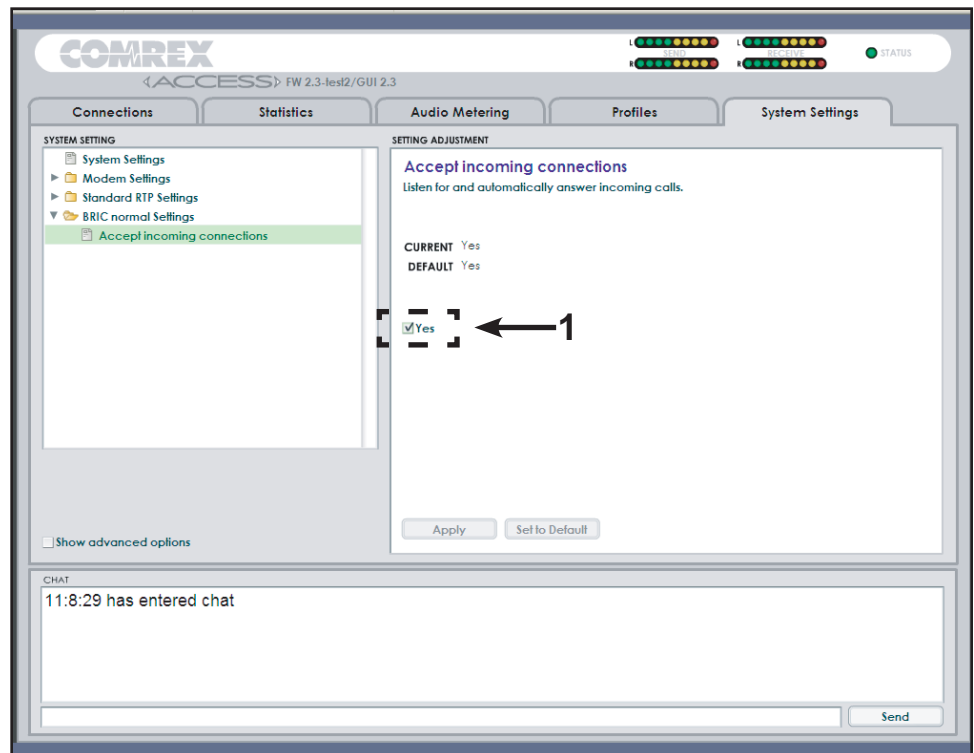 COMREX
ACCESS FW 2.3-test2/GUI 2.3
L
SEND
R
L
RECEIVE
R
STATUS
Connections
Statistics
Audio Metering
Profiles
System Settings
SYSTEM SETTING
System Settings
Modem Settings
Standard RTP Settings
BRIC normal Settings
Accept incoming connections
Show advanced options
SETTING ADJUSTMENT
Accept incoming connections
Listen for and automatically answer incoming calls.
CURRENT Yes
DEFAULT Yes
Yes
1
Apply
Set to Default
CHAT
11:8:29 has entered chat
Send